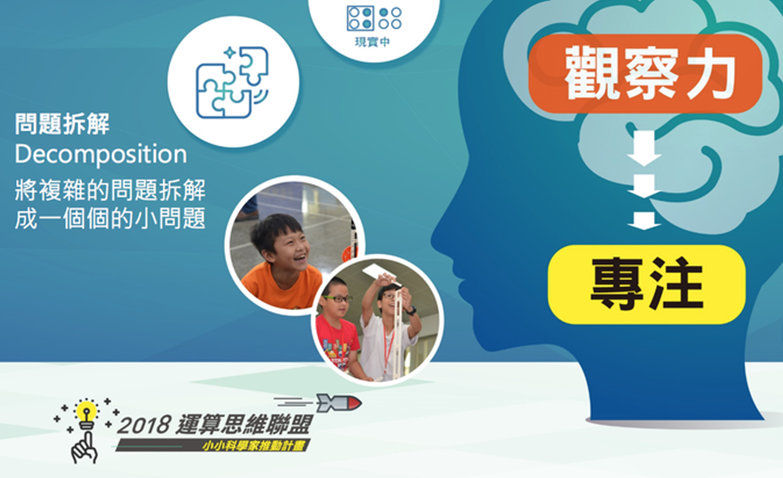 現實中
觀察力
問題拆解
Decomposition
將複雜的問題拆解
成一個個的小問題
專注
2018 運算思維聯盟
小小科學家推動計畫